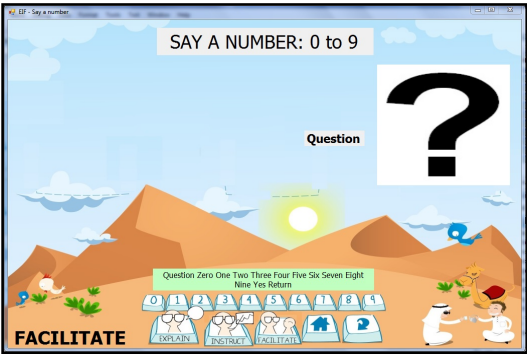 EIF - Say a number
SAY A NUMBER: 0 to 9
?
Question
Question Zero One Two Three Four Five Six Seven Eight
Nine Yes Return
0 1 2 3 4 5 6 7 8 9
EXPLAIN INSTRUCT FACILITATE ?
FACILITATE